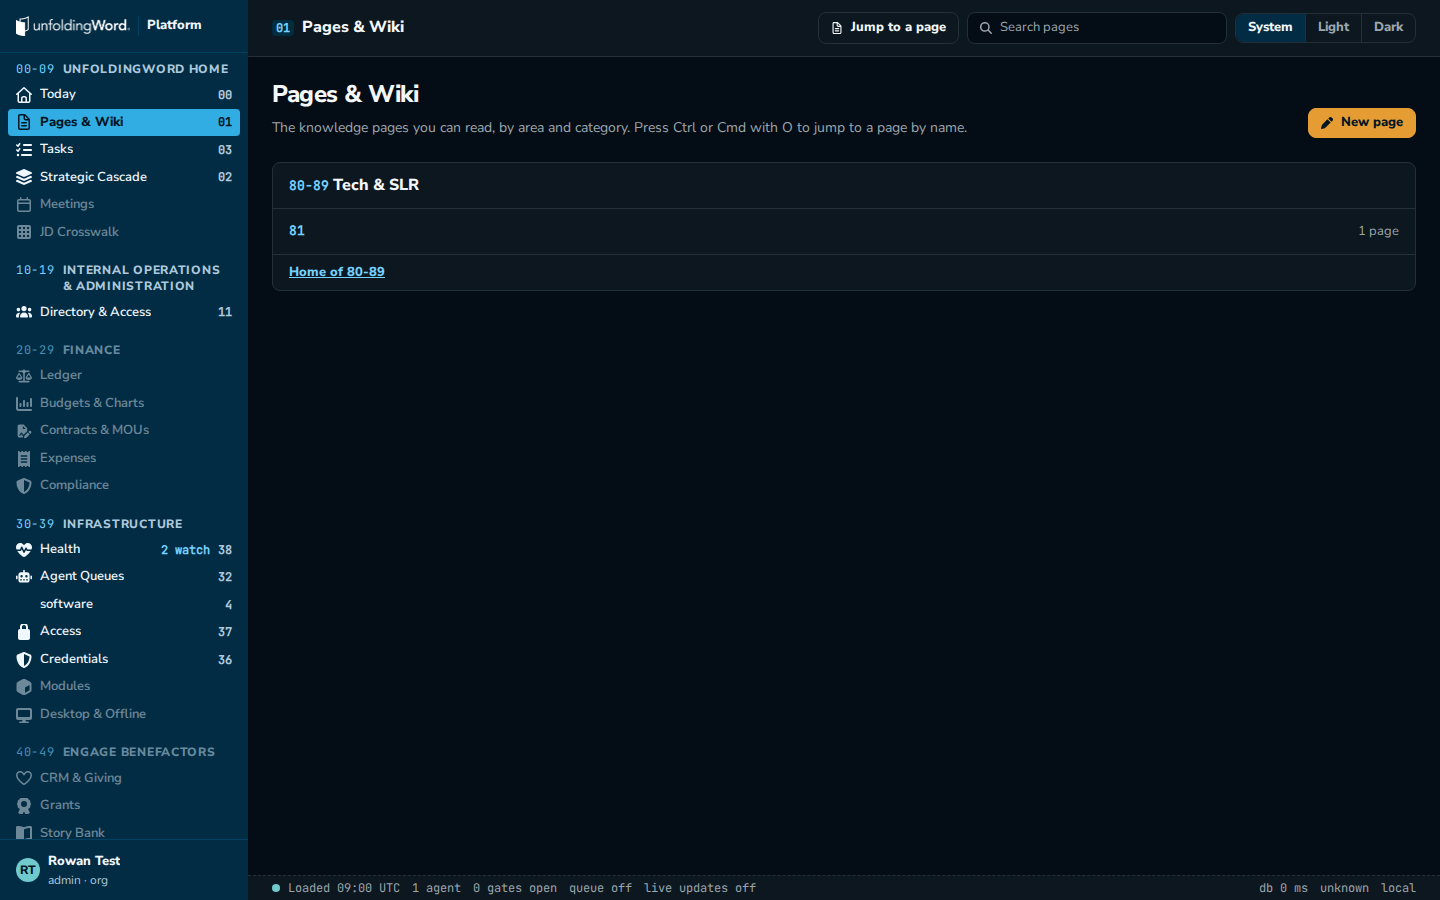 unfoldingWord® Platform
00-09 UNFOLDINGWORD HOME
Today 00
Pages & Wiki 01
Tasks 03
Strategic Cascade 02
Meetings
JD Crosswalk
10-19 INTERNAL OPERATIONS
& ADMINISTRATION
Directory & Access 11
20-29 FINANCE
Ledger
Budgets & Charts
Contracts & MOUs
Expenses
Compliance
30-39 INFRASTRUCTURE
Health 2 watch 38
Agent Queues 32
software 4
Access 37
Credentials 36
Modules
Desktop & Offline
40-49 ENGAGE BENEFACTORS
CRM & Giving
Grants
Story Bank
RT Rowan Test
admin · org
01 Pages & Wiki
Jump to a page
Search pages
System Light Dark
Pages & Wiki
The knowledge pages you can read, by area and category. Press Ctrl or Cmd with O to jump to a page by name.
New page
80-89 Tech & SLR
81 1 page
Home of 80-89
Loaded 09:00 UTC 1 agent 0 gates open queue off live updates off
db 0 ms unknown local